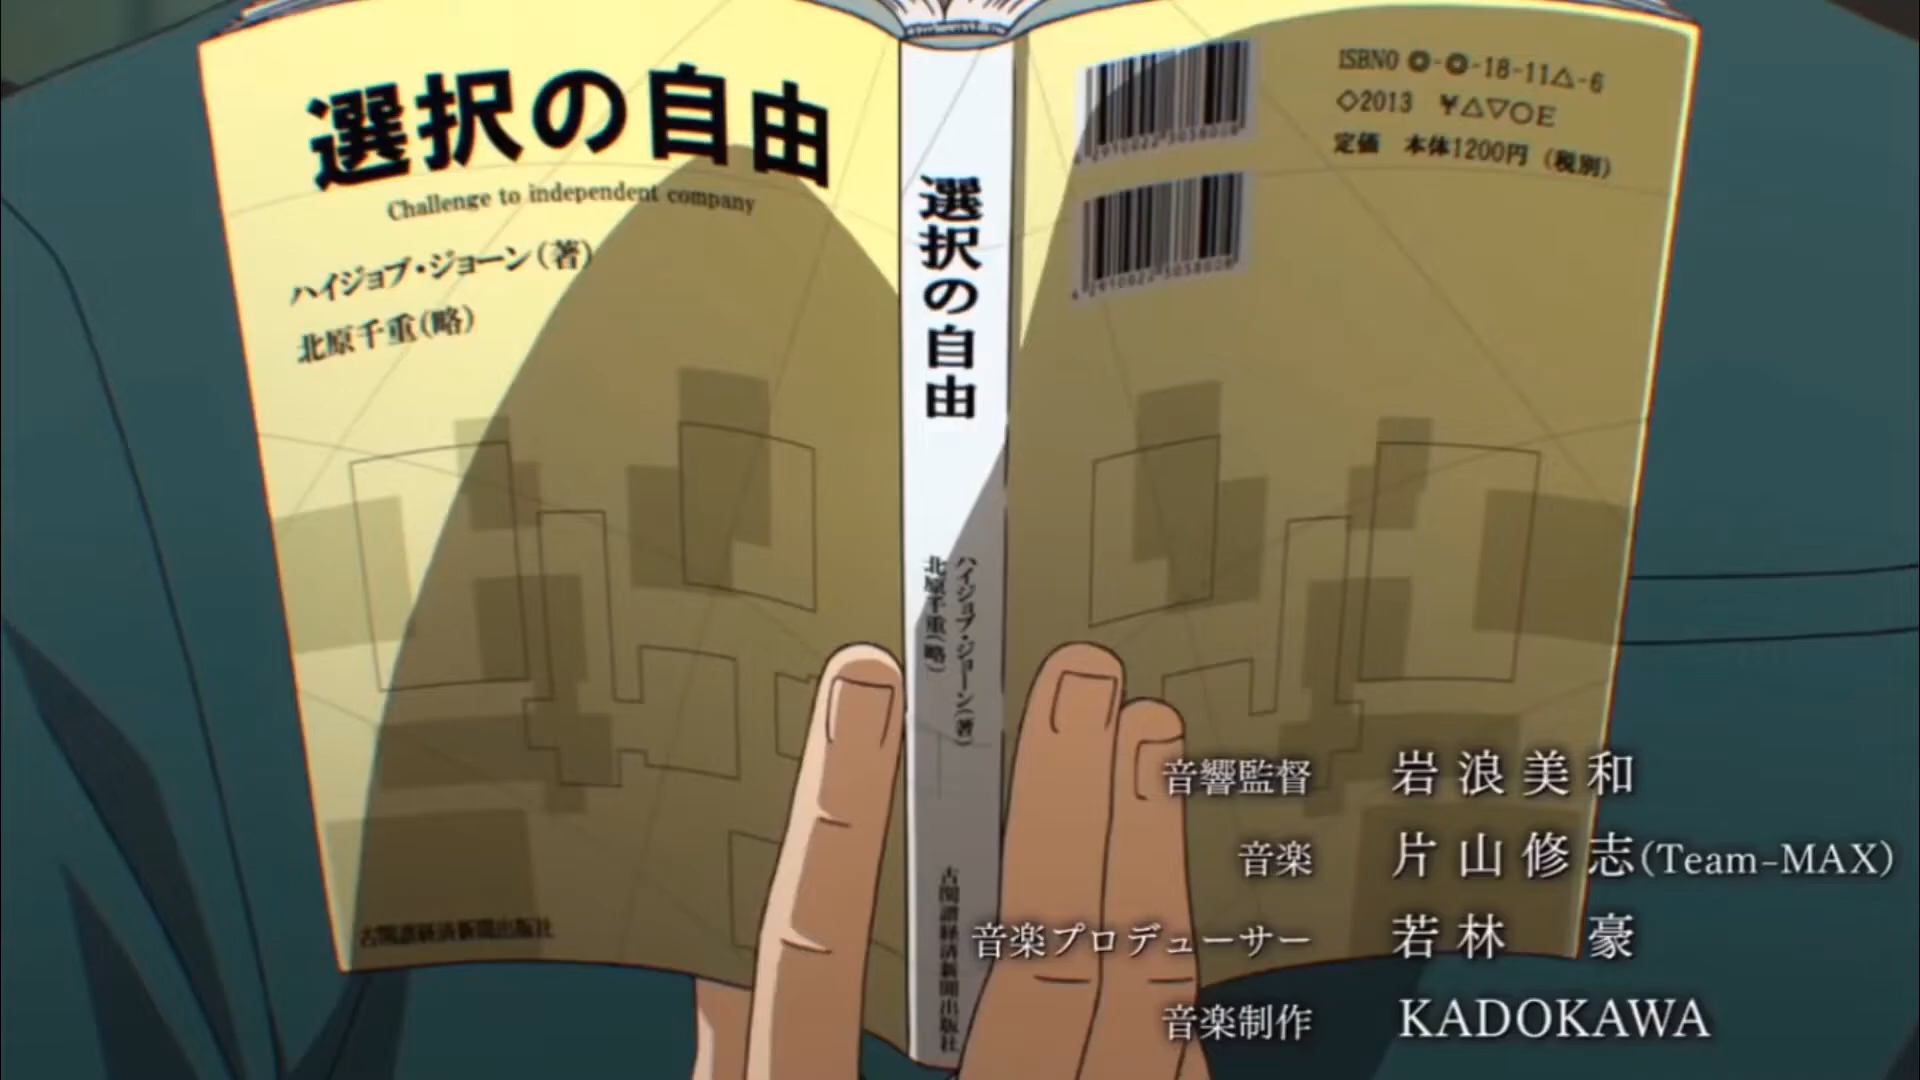 選択の自由
Challenge to independent company
ハイジョブ・ジョーン(著)
北原千重(略)
選択の自由
ハイジョブ・ジョーン(著)
北原千重(略)
ISBN0 ◎-◎-18-11△-6
◇2013 ¥△▽○E
定価 本体1200円 (税別)
音響監督 岩浪美和
音楽 片山修志(Team-MAX)
音楽プロデューサー 若林 豪
音楽制作 KADOKAWA